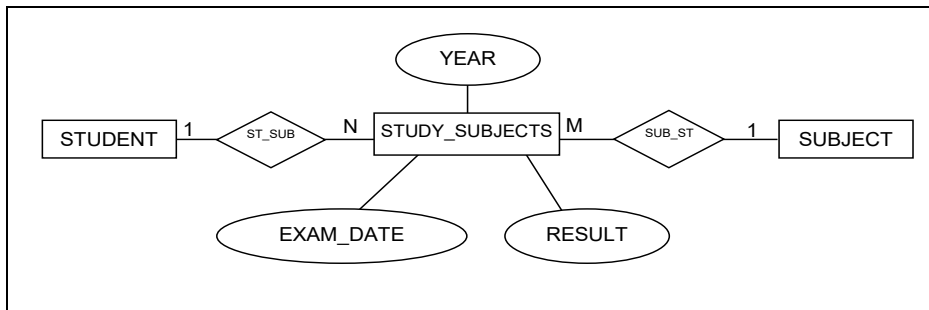 YEAR
STUDENT 1 ST_SUB N STUDY_SUBJECTS M SUB_ST 1 SUBJECT
EXAM_DATE RESULT